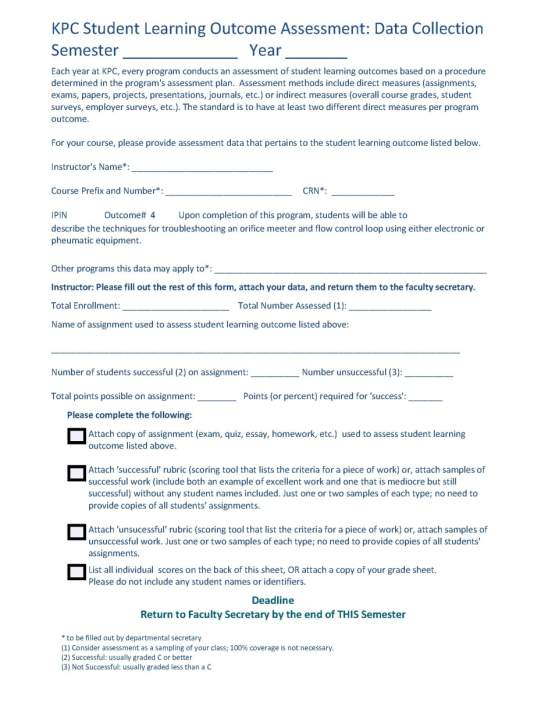 KPC Student Learning Outcome Assessment: Data Collection
Semester ______________ Year ________
Each year at KPC, every program conducts an assessment of student learning outcomes based on a procedure
determined in the program's assessment plan. Assessment methods include direct measures (assignments,
exams, papers, projects, presentations, journals, etc.) or indirect measures (overall course grades, student
surveys, employer surveys, etc.). The standard is to have at least two different direct measures per program
outcome.
For your course, please provide assessment data that pertains to the student learning outcome listed below.
Instructor's Name*: _____________________________
Course Prefix and Number*: __________________________ CRN*: _____________
IPIN Outcome# 4 Upon completion of this program, students will be able to
describe the techniques for troubleshooting an orifice meeter and flow control loop using either electronic or
pheumatic equipment.
Other programs this data may apply to*: ________________________________________________________
Instructor: Please fill out the rest of this form, attach your data, and return them to the faculty secretary.
Total Enrollment: ______________________ Total Number Assessed (1): _________________
Name of assignment used to assess student learning outcome listed above:
____________________________________________________________________________________
Number of students successful (2) on assignment: __________ Number unsuccessful (3): __________
Total points possible on assignment: ________ Points (or percent) required for 'success': _______
Please complete the following:
Attach copy of assignment (exam, quiz, essay, homework, etc.) used to assess student learning
outcome listed above.
Attach 'successful' rubric (scoring tool that lists the criteria for a piece of work) or, attach samples of
successful work (include both an example of excellent work and one that is mediocre but still
successful) without any student names included. Just one or two samples of each type; no need to
provide copies of all students' assignments.
Attach 'unsuccessful' rubric (scoring tool that list the criteria for a piece of work) or, attach samples of
unsuccessful work. Just one or two samples of each type; no need to provide copies of all students'
assignments.
List all individual scores on the back of this sheet, OR attach a copy of your grade sheet.
Please do not include any student names or identifiers.
Deadline
Return to Faculty Secretary by the end of THIS Semester
* to be filled out by departmental secretary
(1) Consider assessment as a sampling of your class; 100% coverage is not necessary.
(2) Successful: usually graded C or better
(3) Not Successful: usually graded less than a C